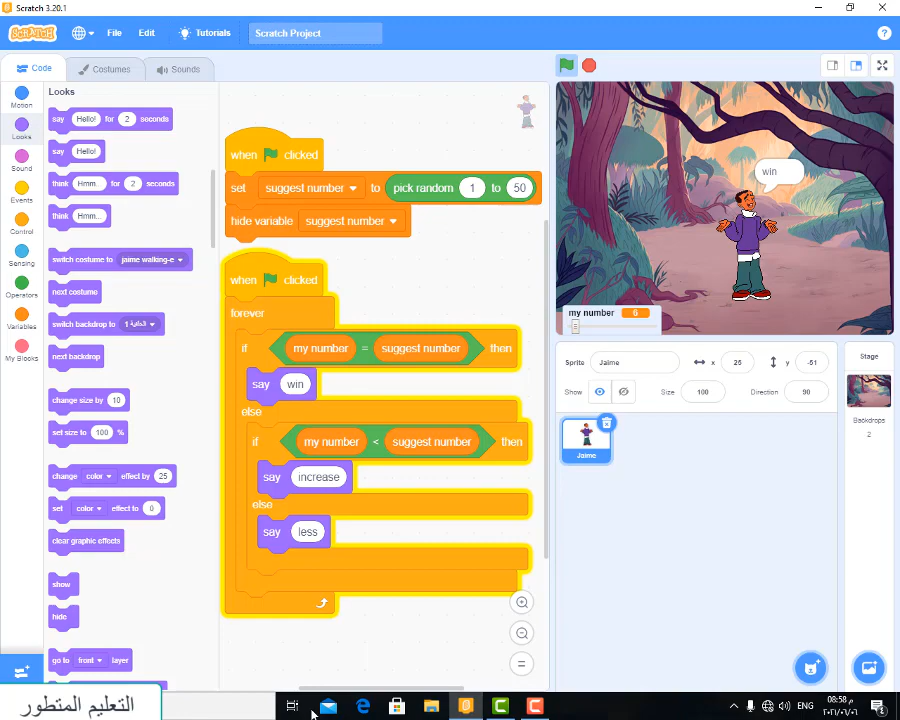 Scratch 3.20.1
SCRATCH
File Edit Tutorials Scratch Project
Code Costumes Sounds
Motion
Looks
Sound
Events
Control
Sensing
Operators
Variables
My Blocks
Looks
say Hello! for 2 seconds
say Hello!
think Hmm... for 2 seconds
think Hmm...
switch costume to jaime walking-e
next costume
switch backdrop to
next backdrop
change size by 10
set size to 100 %
change color effect by 25
set color effect to 0
clear graphic effects
show
hide
go to front layer
when clicked
set suggest number to pick random 1 to 50
hide variable suggest number
when clicked
forever
if my number = suggest number then
say win
else
if my number < suggest number then
say increase
else
say less
win
my number 6
Sprite Jaime x 25 y -51
Show Size 100 Direction 90
Jaime
Stage
Backdrops
2
التعليم المتطور
ENG
08:58 م